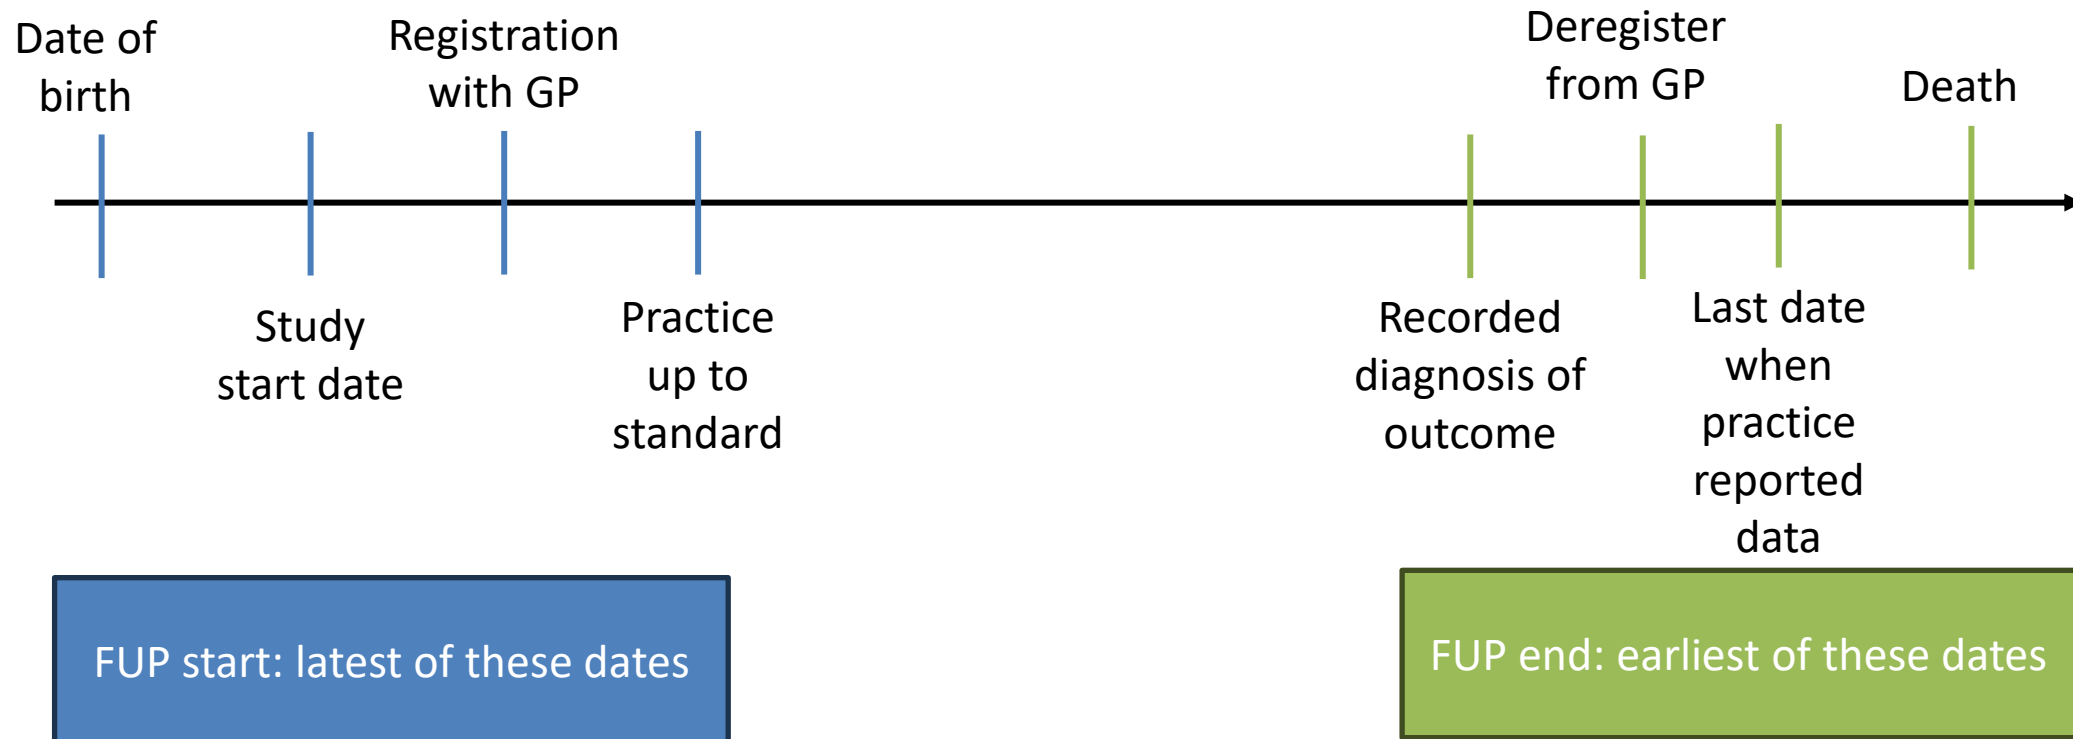 Date of
birth
Registration
with GP
Deregister
from GP
Death
Study
start date
Practice
up to
standard
Recorded
diagnosis of
outcome
Last date
when
practice
reported
data
FUP start: latest of these dates
FUP end: earliest of these dates